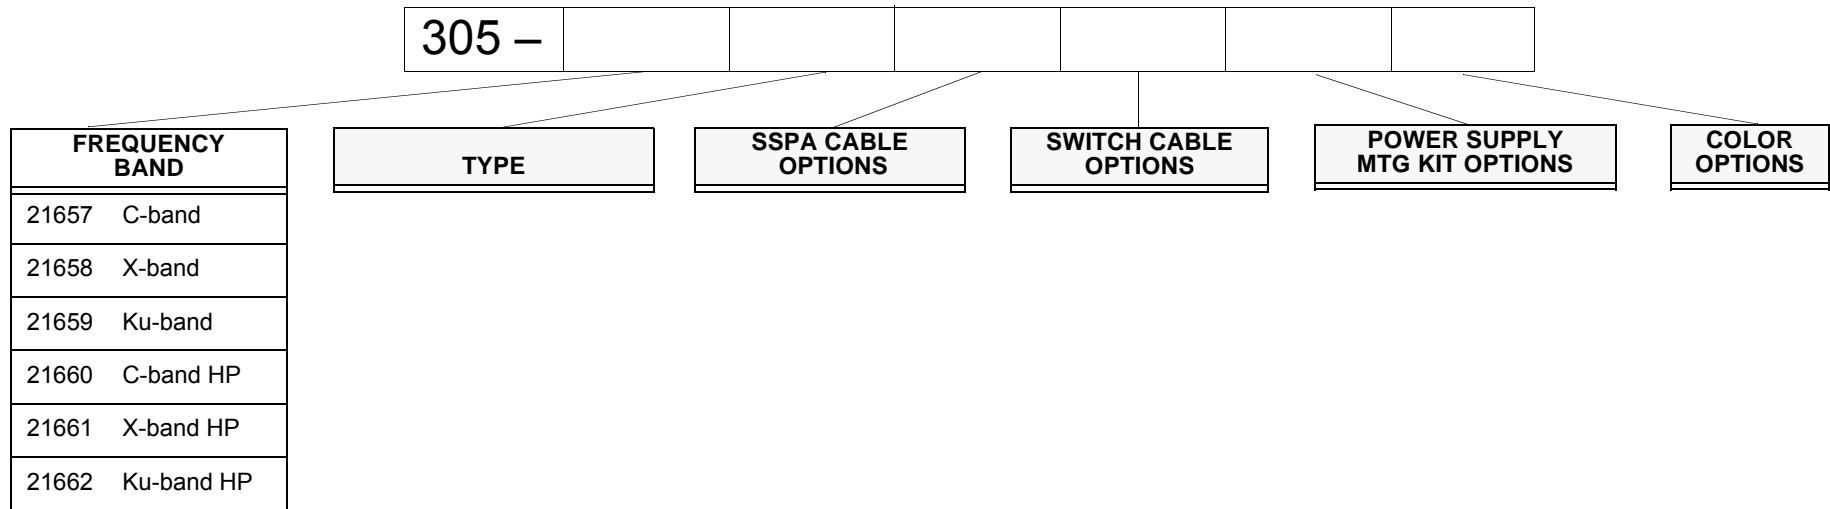 305 –
FREQUENCY
BAND
TYPE
SSPA CABLE
OPTIONS
SWITCH CABLE
OPTIONS
POWER SUPPLY
MTG KIT OPTIONS
COLOR
OPTIONS
21657 C-band
21658 X-band
21659 Ku-band
21660 C-band HP
21661 X-band HP
21662 Ku-band HP